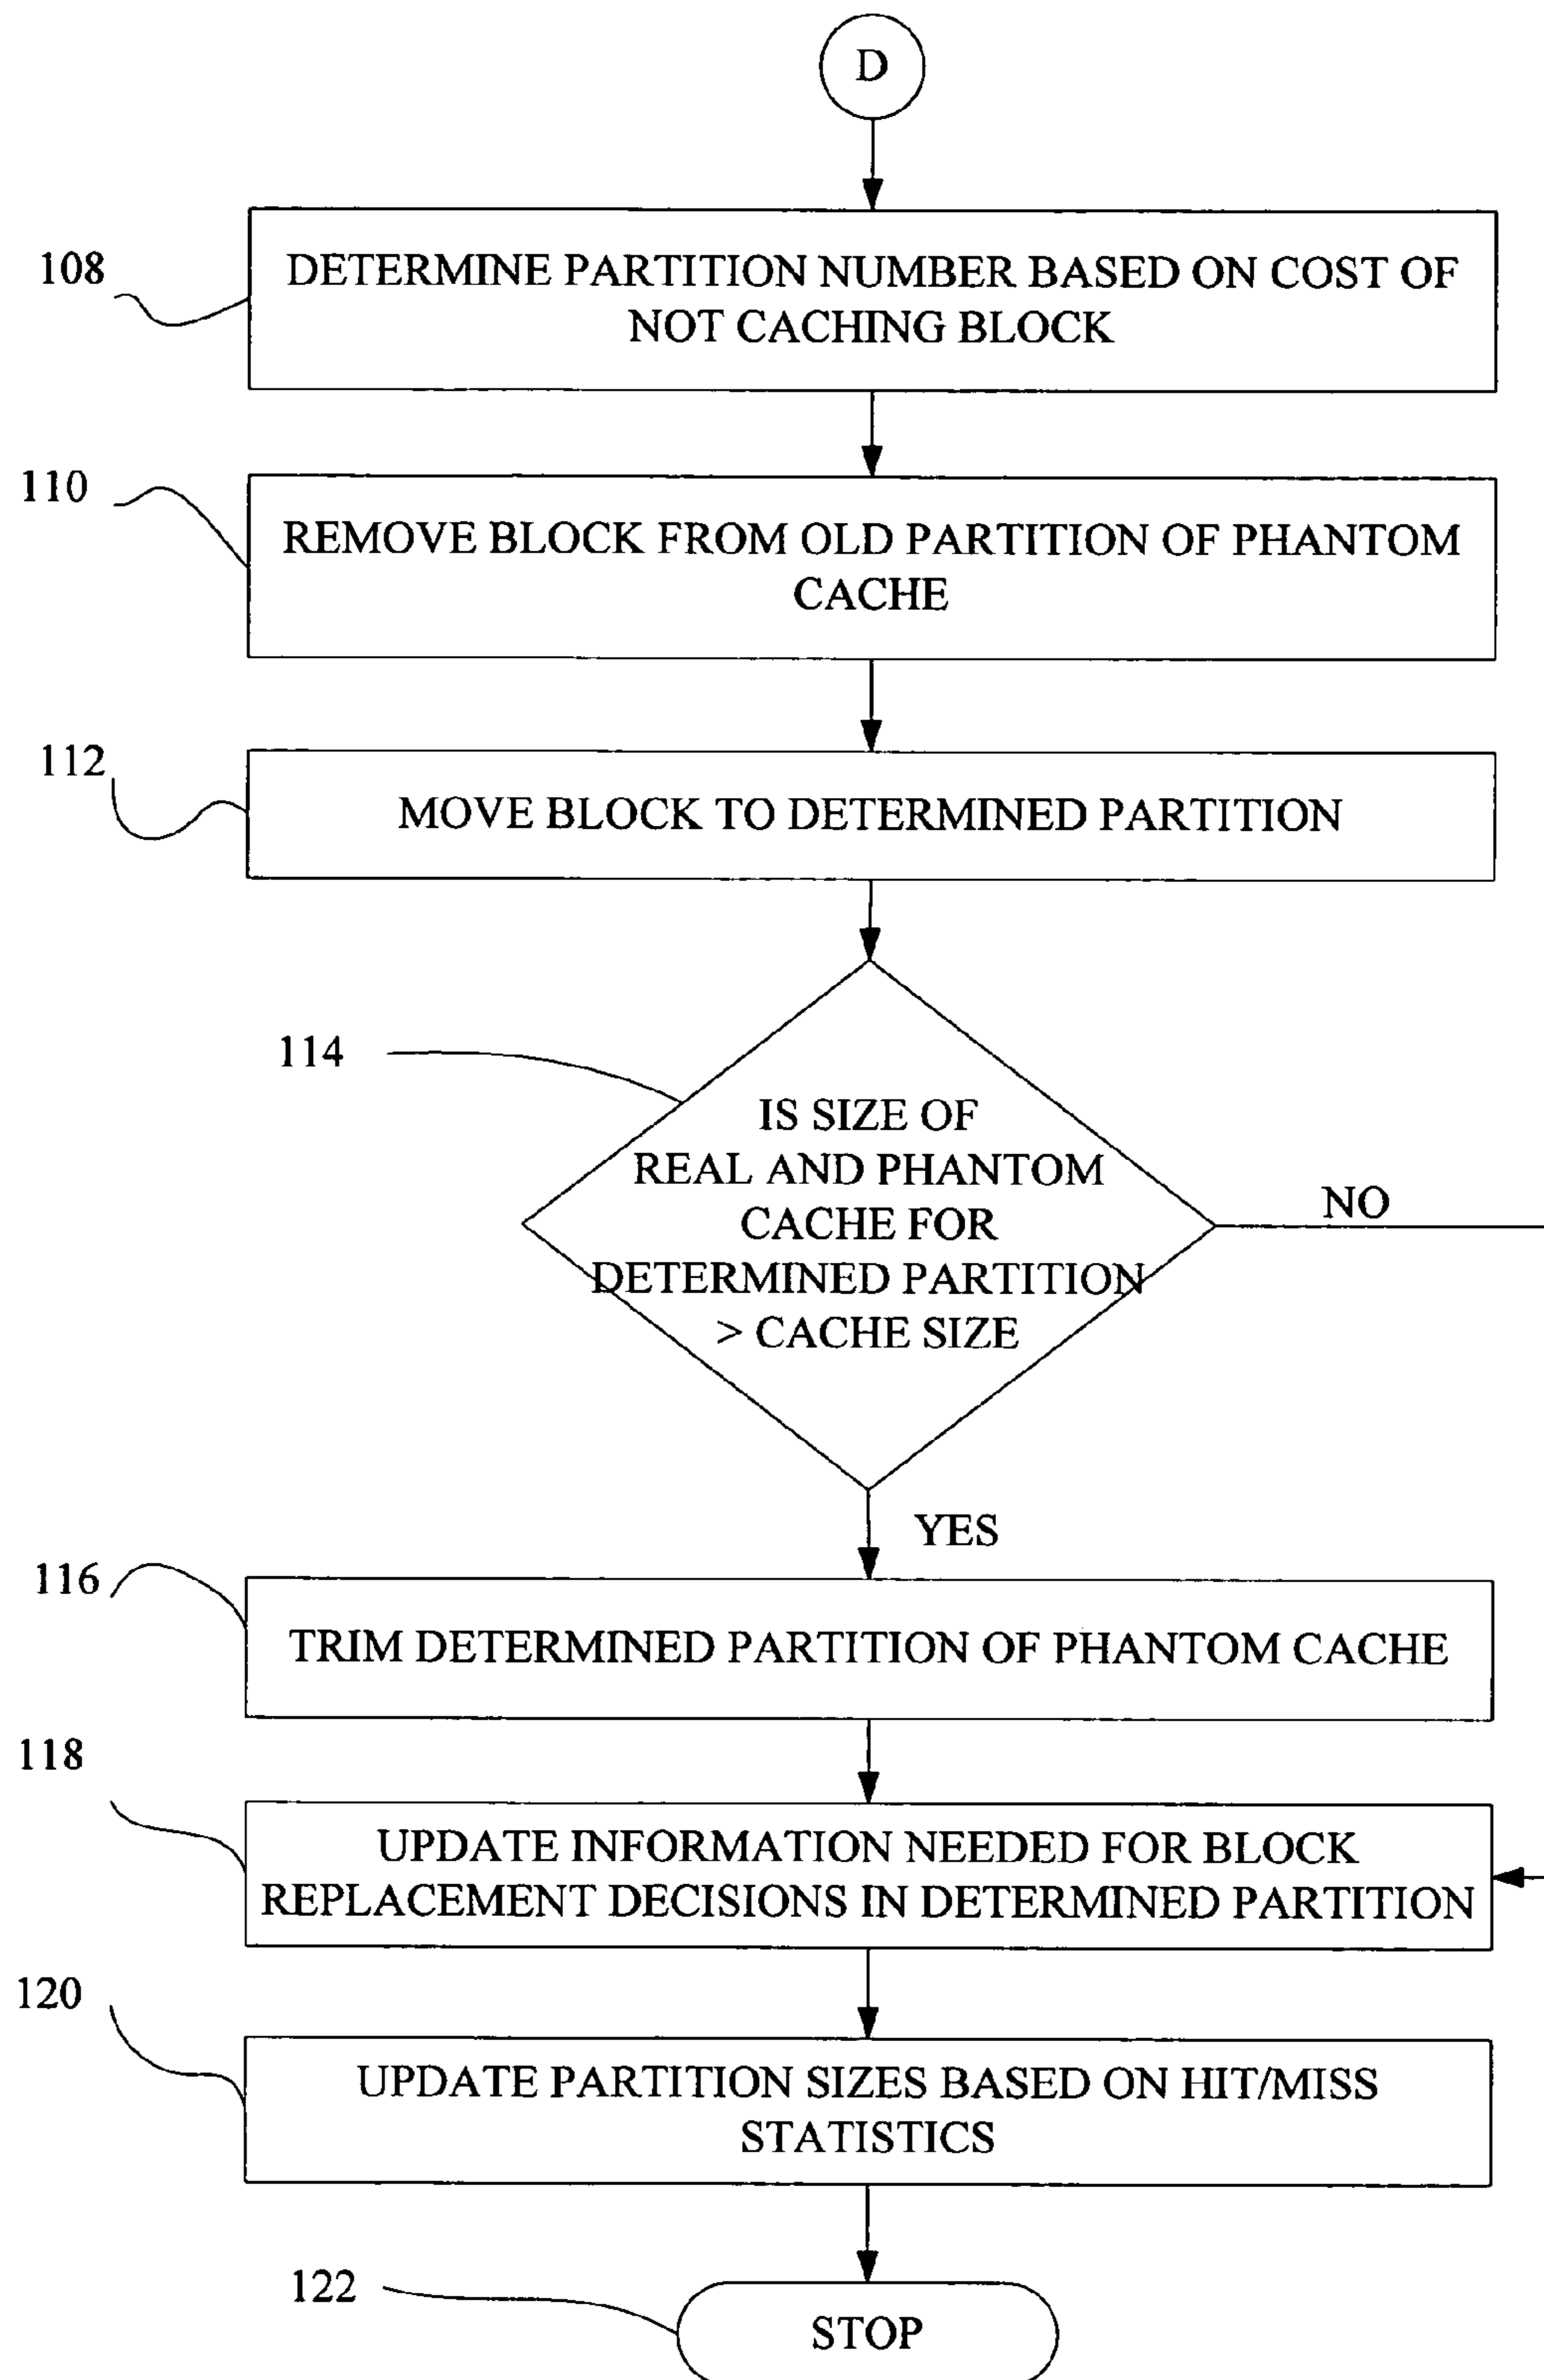 D
108
DETERMINE PARTITION NUMBER BASED ON COST OF
NOT CACHING BLOCK
110
REMOVE BLOCK FROM OLD PARTITION OF PHANTOM
CACHE
112
MOVE BLOCK TO DETERMINED PARTITION
114
IS SIZE OF
REAL AND PHANTOM
CACHE FOR
DETERMINED PARTITION
> CACHE SIZE
NO
YES
116
TRIM DETERMINED PARTITION OF PHANTOM CACHE
118
UPDATE INFORMATION NEEDED FOR BLOCK
REPLACEMENT DECISIONS IN DETERMINED PARTITION
120
UPDATE PARTITION SIZES BASED ON HIT/MISS
STATISTICS
122
STOP